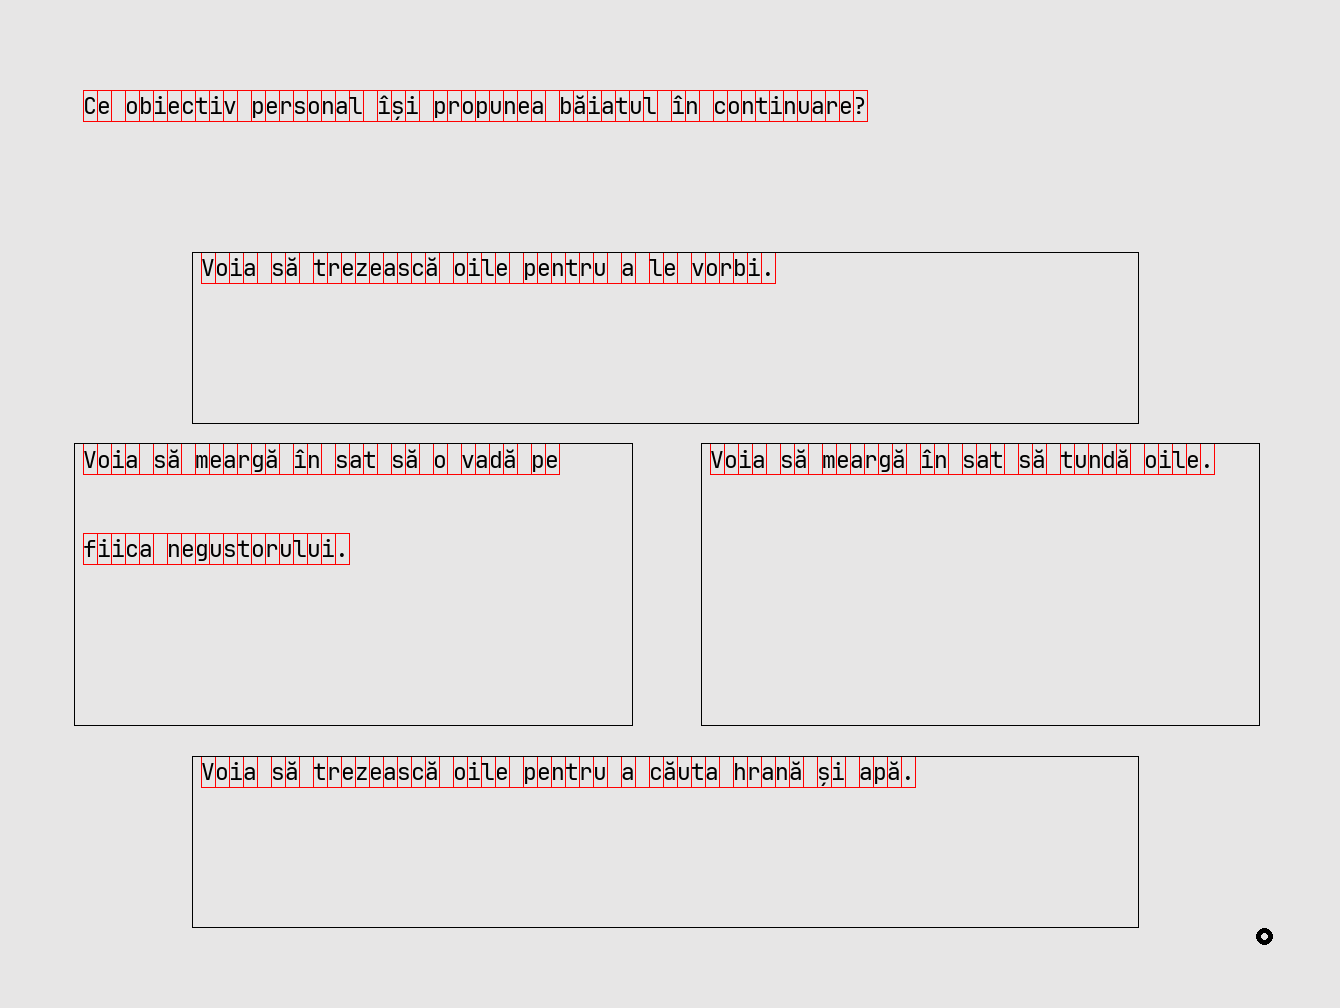 Ce obiectiv personal își propunea băiatul în continuare?
Voia să trezească oile pentru a le vorbi.
Voia să meargă în sat să o vadă pe
fiica negustorului.
Voia să meargă în sat să tundă oile.
Voia să trezească oile pentru a căuta hrană și apă.